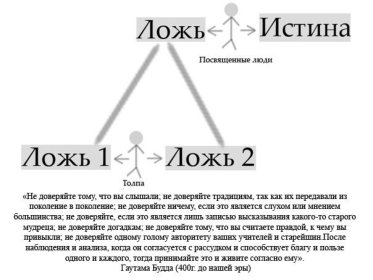 Ложь Истина
Посвященные люди
Ложь 1 Ложь 2
Толпа
«Не доверяйте тому, что вы слышали; не доверяйте традициям, так как их передавали из
поколение в поколение; не доверяйте ничему, если это является слухом или мнением
большинства; не доверяйте, если это является лишь записью высказывания какого-то старого
мудреца; не доверяйте догадкам; не доверяйте тому, что вы считаете правдой, к чему вы
привыкли; не доверяйте одному голому авторитету ваших учителей и старейшин.После
наблюдения и анализа, когда он согласуется с рассудком и способствует благу и пользе
одного и каждого, тогда принимайте это и живите согласно ему».
Гаутама Будда (400г. до нашей эры)